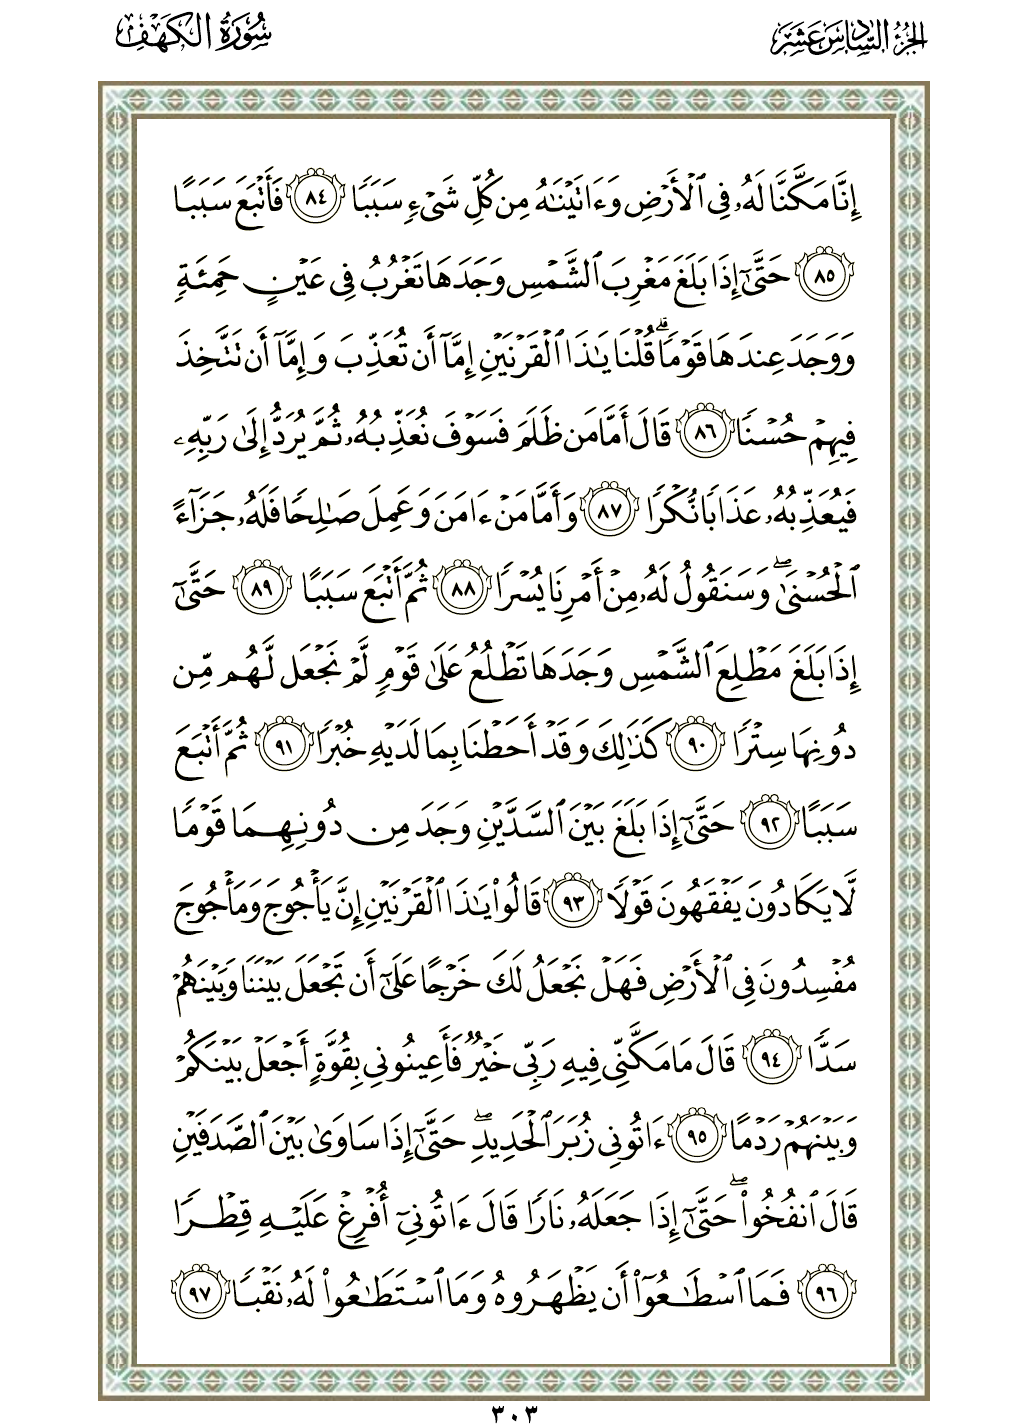 الجزء السادس عشر
سورة الكهف
إِنَّا مَكَّنَّا لَهُۥ فِي ٱلْأَرْضِ وَءَاتَيْنَٰهُ مِن كُلِّ شَىْءٍ سَبَبًا ٨٤ فَأَتْبَعَ سَبَبًا
٨٥ حَتَّىٰٓ إِذَا بَلَغَ مَغْرِبَ ٱلشَّمْسِ وَجَدَهَا تَغْرُبُ فِي عَيْنٍ حَمِئَةٍ
وَوَجَدَ عِندَهَا قَوْمًاۗ قُلْنَا يَٰذَا ٱلْقَرْنَيْنِ إِمَّآ أَن تُعَذِّبَ وَإِمَّآ أَن تَتَّخِذَ
فِيهِمْ حُسْنًا ٨٦ قَالَ أَمَّا مَن ظَلَمَ فَسَوْفَ نُعَذِّبُهُۥ ثُمَّ يُرَدُّ إِلَىٰ رَبِّهِۦ
فَيُعَذِّبُهُۥ عَذَابًا نُّكْرًا ٨٧ وَأَمَّا مَنْ ءَامَنَ وَعَمِلَ صَٰلِحًا فَلَهُۥ جَزَآءً
ٱلْحُسْنَىٰۖ وَسَنَقُولُ لَهُۥ مِنْ أَمْرِنَا يُسْرًا ٨٨ ثُمَّ أَتْبَعَ سَبَبًا ٨٩ حَتَّىٰٓ
إِذَا بَلَغَ مَطْلِعَ ٱلشَّمْسِ وَجَدَهَا تَطْلُعُ عَلَىٰ قَوْمٍ لَّمْ نَجْعَل لَّهُم مِّن
دُونِهَا سِتْرًا ٩٠ كَذَٰلِكَ وَقَدْ أَحَطْنَا بِمَا لَدَيْهِ خُبْرًا ٩١ ثُمَّ أَتْبَعَ
سَبَبًا ٩٢ حَتَّىٰٓ إِذَا بَلَغَ بَيْنَ ٱلسَّدَّيْنِ وَجَدَ مِن دُونِهِمَا قَوْمًا
لَّا يَكَادُونَ يَفْقَهُونَ قَوْلًا ٩٣ قَالُوا۟ يَٰذَا ٱلْقَرْنَيْنِ إِنَّ يَأْجُوجَ وَمَأْجُوجَ
مُفْسِدُونَ فِي ٱلْأَرْضِ فَهَلْ نَجْعَلُ لَكَ خَرْجًا عَلَىٰٓ أَن تَجْعَلَ بَيْنَنَا وَبَيْنَهُمْ
سَدًّا ٩٤ قَالَ مَا مَكَّنِّي فِيهِ رَبِّي خَيْرٌ فَأَعِينُونِي بِقُوَّةٍ أَجْعَلْ بَيْنَكُمْ
وَبَيْنَهُمْ رَدْمًا ٩٥ ءَاتُونِي زُبَرَ ٱلْحَدِيدِۖ حَتَّىٰٓ إِذَا سَاوَىٰ بَيْنَ ٱلصَّدَفَيْنِ
قَالَ ٱنفُخُوا۟ۖ حَتَّىٰٓ إِذَا جَعَلَهُۥ نَارًا قَالَ ءَاتُونِيٓ أُفْرِغْ عَلَيْهِ قِطْرًا
٩٦ فَمَا ٱسْطَٰعُوٓا۟ أَن يَظْهَرُوهُ وَمَا ٱسْتَطَٰعُوا۟ لَهُۥ نَقْبًا ٩٧
٣٠٣